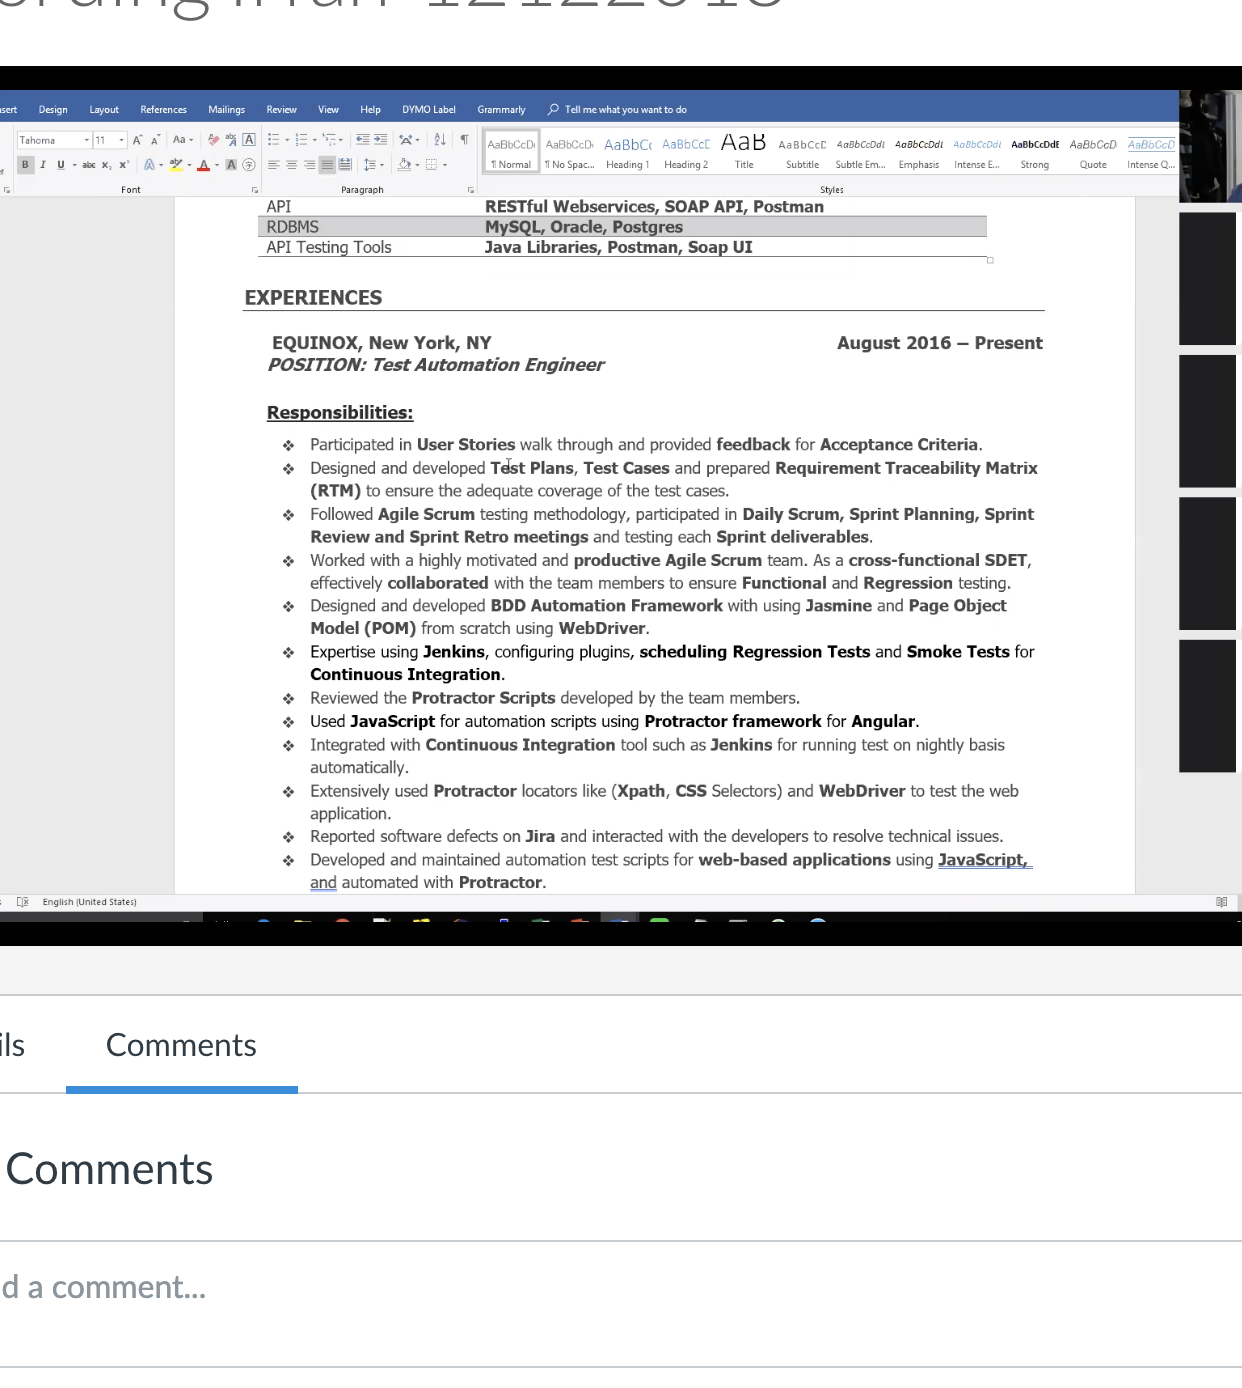 Design Layout References Mailings Review View Help DYMO Label Grammarly Tell me what you want to do
Tahoma 11 Aa AaBbCcDd AaBbCcDd AaBbCc AaBbCcD AaB AaBbCcD AaBbCcDd AaBbCcDd AaBbCcDd AaBbCcDd AaBbCcD AaBbCcD
B I U abc x₂ x² A A A ¶ Normal ¶ No Spac... Heading 1 Heading 2 Title Subtitle Subtle Em... Emphasis Intense E... Strong Quote Intense Q...
Font Paragraph Styles
API RESTful Webservices, SOAP API, Postman
RDBMS MySQL, Oracle, Postgres
API Testing Tools Java Libraries, Postman, Soap UI
EXPERIENCES
EQUINOX, New York, NY August 2016 – Present
POSITION: Test Automation Engineer
Responsibilities:
❖ Participated in User Stories walk through and provided feedback for Acceptance Criteria.
❖ Designed and developed Test Plans, Test Cases and prepared Requirement Traceability Matrix
(RTM) to ensure the adequate coverage of the test cases.
❖ Followed Agile Scrum testing methodology, participated in Daily Scrum, Sprint Planning, Sprint
Review and Sprint Retro meetings and testing each Sprint deliverables.
❖ Worked with a highly motivated and productive Agile Scrum team. As a cross-functional SDET,
effectively collaborated with the team members to ensure Functional and Regression testing.
❖ Designed and developed BDD Automation Framework with using Jasmine and Page Object
Model (POM) from scratch using WebDriver.
❖ Expertise using Jenkins, configuring plugins, scheduling Regression Tests and Smoke Tests for
Continuous Integration.
❖ Reviewed the Protractor Scripts developed by the team members.
❖ Used JavaScript for automation scripts using Protractor framework for Angular.
❖ Integrated with Continuous Integration tool such as Jenkins for running test on nightly basis
automatically.
❖ Extensively used Protractor locators like (Xpath, CSS Selectors) and WebDriver to test the web
application.
❖ Reported software defects on Jira and interacted with the developers to resolve technical issues.
❖ Developed and maintained automation test scripts for web-based applications using JavaScript,
and automated with Protractor.
English (United States)
Comments
Comments
d a comment...